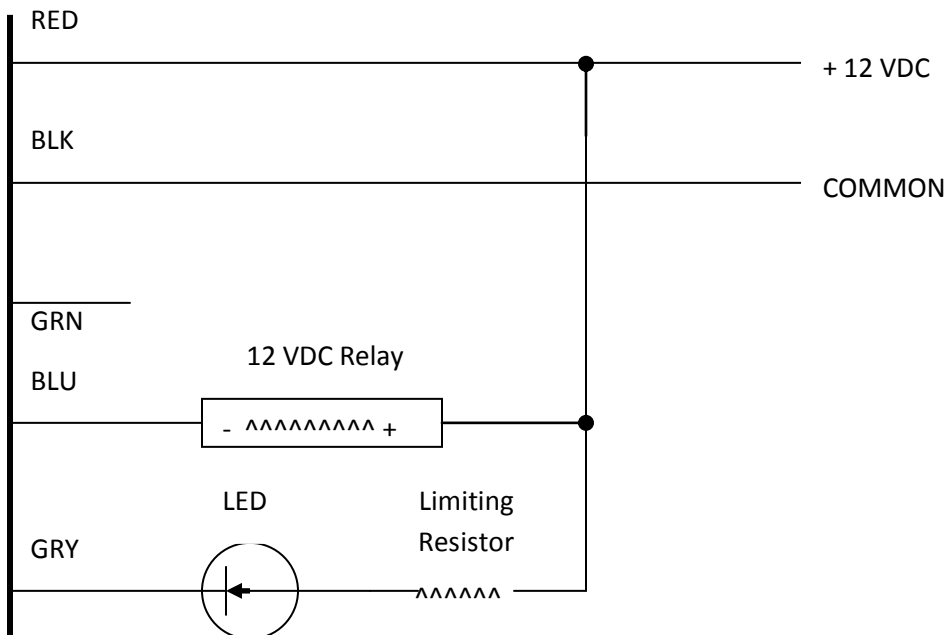 RED
+ 12 VDC
BLK
COMMON
GRN
12 VDC Relay
BLU
- ^^^^^^^^^ +
LED
Limiting
Resistor
GRY
^^^^^^